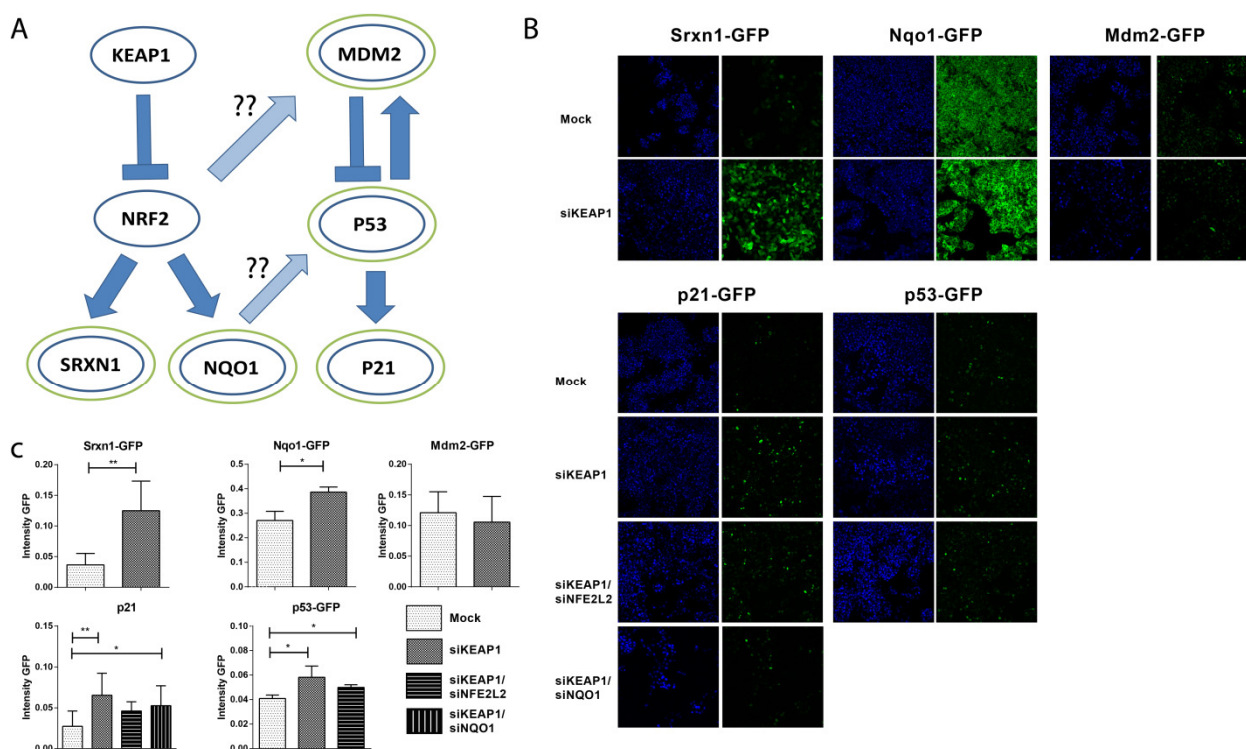 A
KEAP1
MDM2
??
NRF2
P53
??
SRXN1
NQO1
P21
B
Srxn1-GFP
Nqo1-GFP
Mdm2-GFP
Mock
siKEAP1
p21-GFP
p53-GFP
Mock
siKEAP1
siKEAP1/
siNFE2L2
siKEAP1/
siNQO1
C
Srxn1-GFP
Intensity GFP
0.20
0.15
0.10
0.05
0.00
**
Nqo1-GFP
Intensity GFP
0.5
0.4
0.3
0.2
0.1
0.0
*
Mdm2-GFP
Intensity GFP
0.20
0.15
0.10
0.05
0.00
p21
Intensity GFP
0.15
0.10
0.05
0.00
**
*
p53-GFP
Intensity GFP
0.10
0.08
0.06
0.04
0.02
0.00
*
*
Mock
siKEAP1
siKEAP1/
siNFE2L2
siKEAP1/
siNQO1